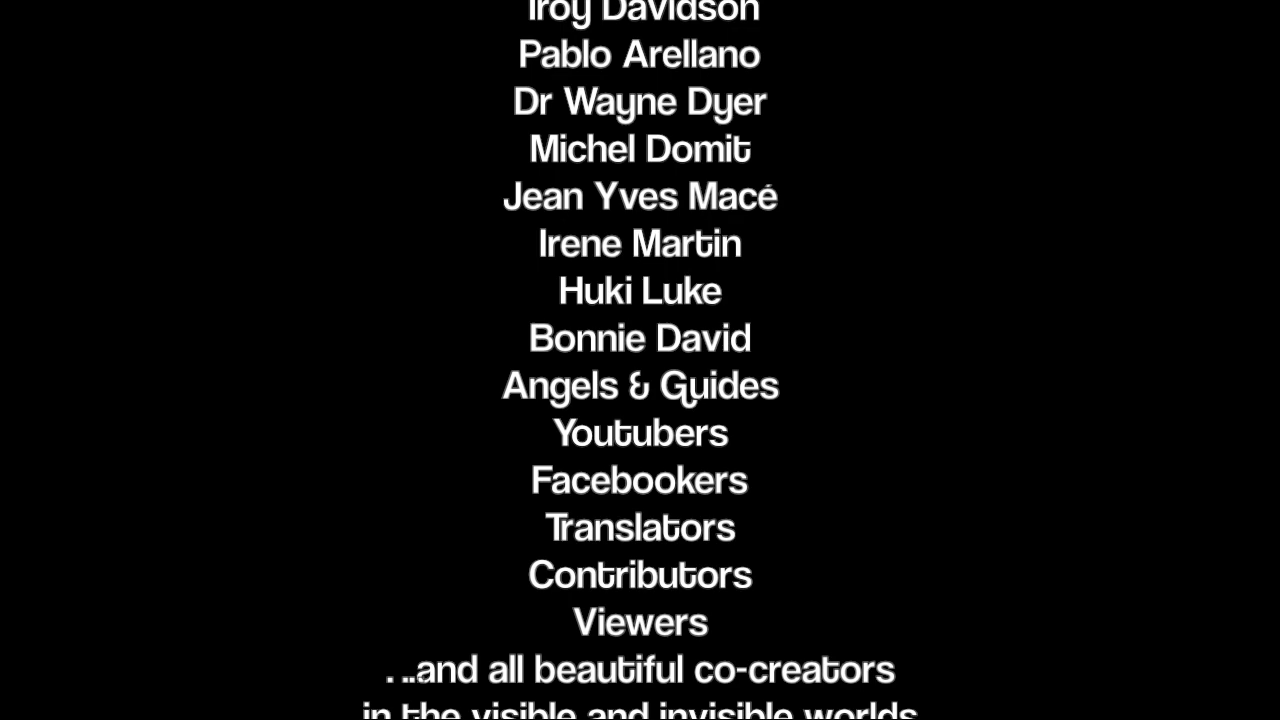 Troy Davidson
Pablo Arellano
Dr Wayne Dyer
Michel Domit
Jean Yves Macé
Irene Martin
Huki Luke
Bonnie David
Angels & Guides
Youtubers
Facebookers
Translators
Contributors
Viewers
. ...and all beautiful co-creators
in the visible and invisible worlds